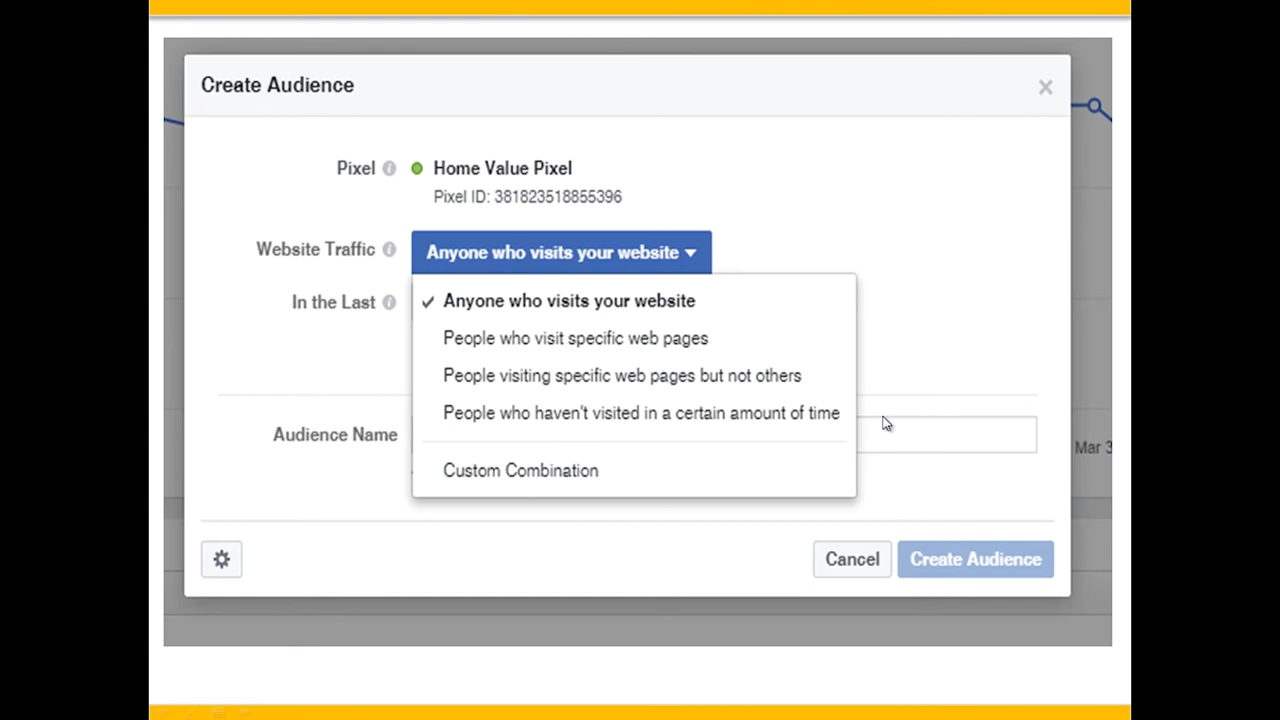 Create Audience
×
Pixel
Home Value Pixel
Pixel ID: 381823518855396
Website Traffic
Anyone who visits your website
In the Last
Anyone who visits your website
People who visit specific web pages
People visiting specific web pages but not others
People who haven't visited in a certain amount of time
Custom Combination
Audience Name
Mar 3
Cancel
Create Audience